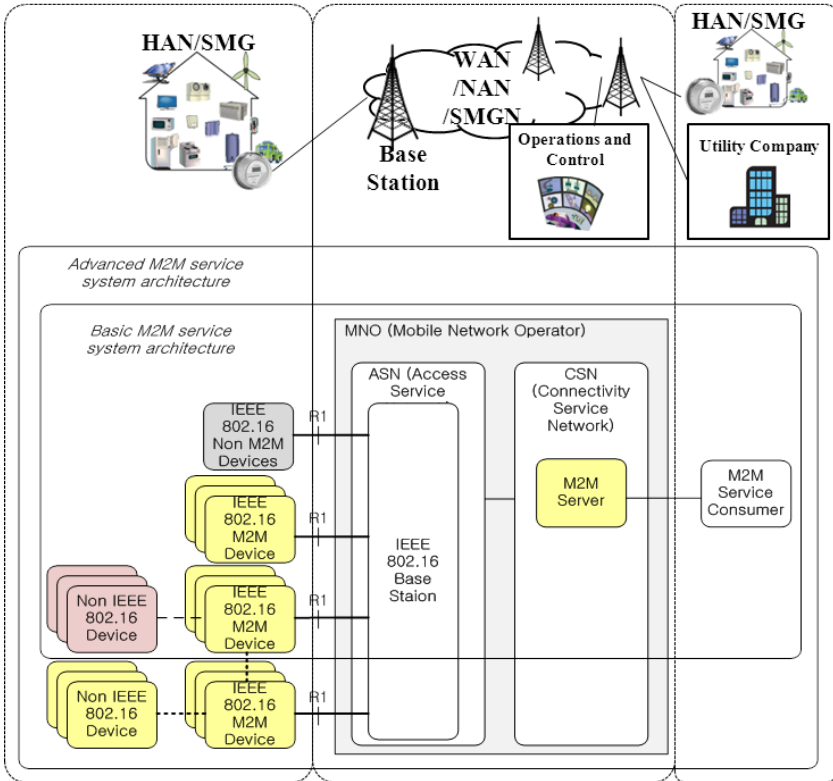 HAN/SMG
WAN
/NAN
/SMGN
HAN/SMG
Base
Station
Operations and
Control
Utility Company
Advanced M2M service
system architecture
Basic M2M service
system architecture
MNO (Mobile Network Operator)
ASN (Access
Service
CSN
(Connectivity
Service
Network)
IEEE
802.16
Non M2M
Devices
R1
IEEE
802.16
M2M
Device
R1
M2M
Server
M2M
Service
Consumer
IEEE
802.16
Base
Staion
Non IEEE
802.16
Device
IEEE
802.16
M2M
Device
R1
Non IEEE
802.16
Device
IEEE
802.16
M2M
Device
R1